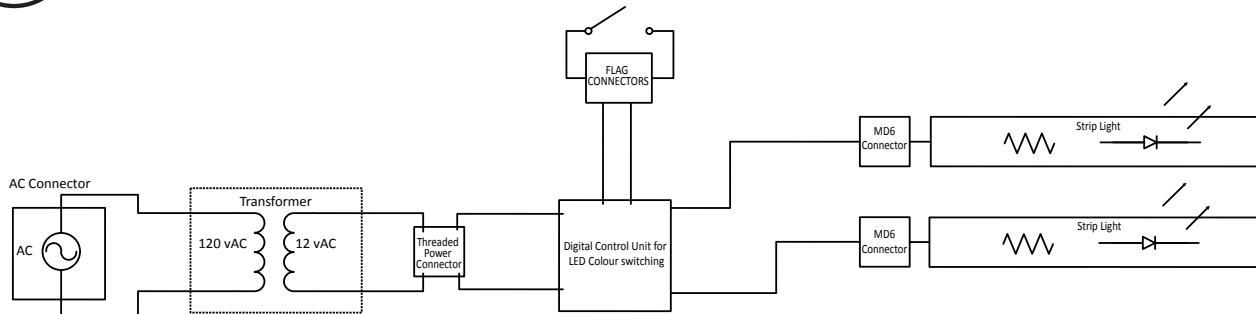 FLAG
CONNECTORS
MD6
Connector
Strip Light
AC Connector
Transformer
AC
120 vAC
12 vAC
Threaded
Power
Connector
Digital Control Unit for
LED Colour switching
MD6
Connector
Strip Light